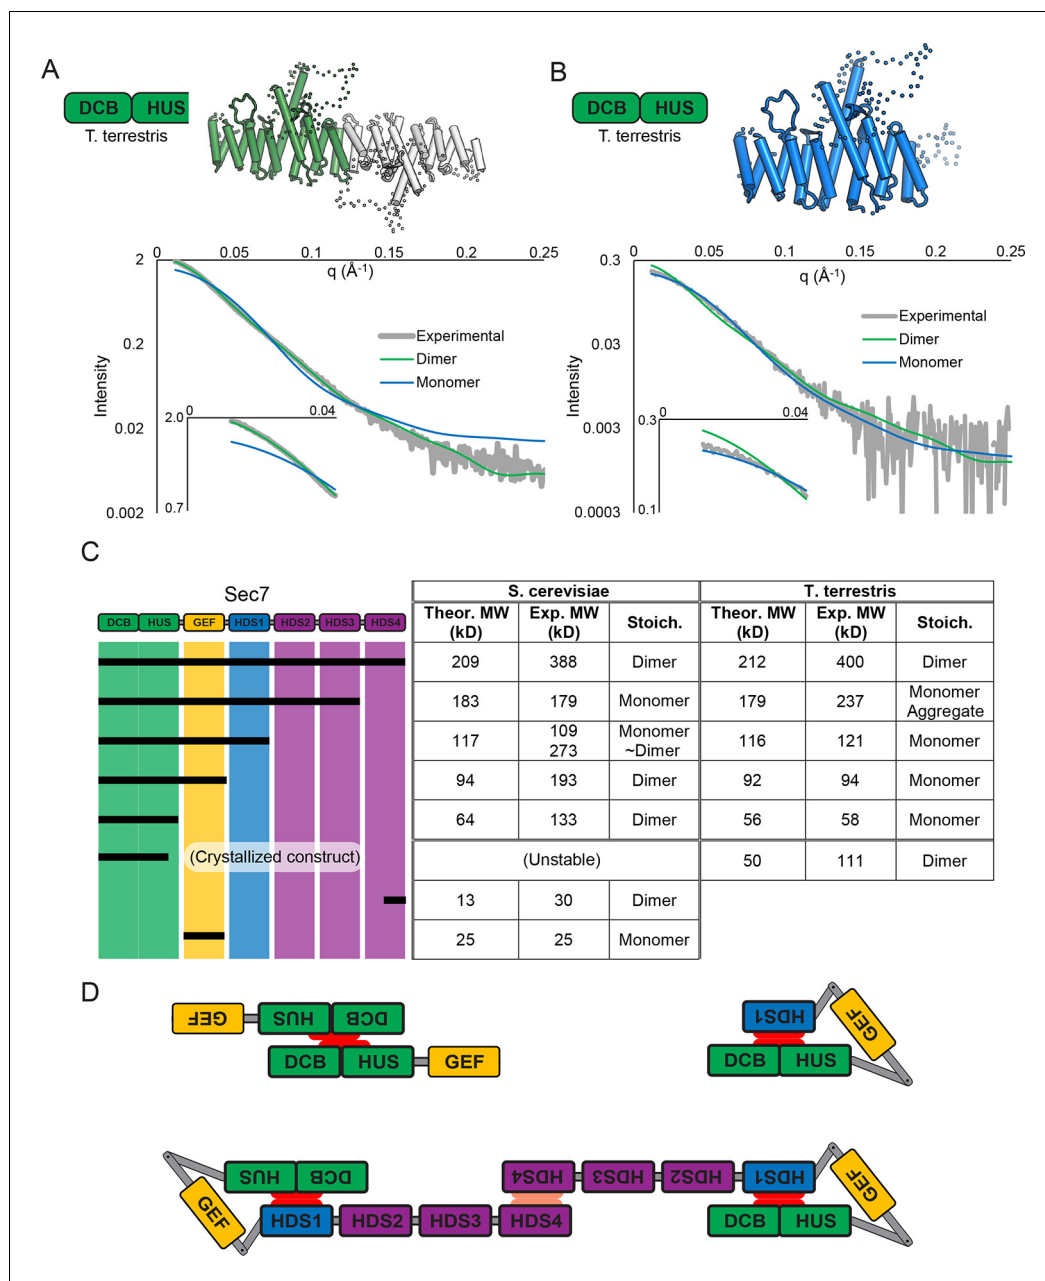 A
DCB HUS
T. terrestris
B
DCB HUS
T. terrestris
0 0.05 0.1 0.15 0.2 0.25
q (Å-1)
2
0.2
0.02
0.002
Intensity
Experimental
Dimer
Monomer
0 0.04
2.0
0.7
0 0.05 0.1 0.15 0.2 0.25
q (Å-1)
0.3
0.03
0.003
0.0003
Intensity
Experimental
Dimer
Monomer
0 0.04
0.3
0.1
C
Sec7
DCB HUS GEF HDS1 HDS2 HDS3 HDS4
(Crystallized construct)
S. cerevisiae T. terrestris
Theor. MW (kD) Exp. MW (kD) Stoich. Theor. MW (kD) Exp. MW (kD) Stoich.
209 388 Dimer 212 400 Dimer
183 179 Monomer 179 237 Monomer Aggregate
117 109 273 Monomer ~Dimer 116 121 Monomer
94 193 Dimer 92 94 Monomer
64 133 Dimer 56 58 Monomer
(Unstable) 50 111 Dimer
13 30 Dimer
25 25 Monomer
D
GEF HUS DCB
DCB HUS GEF
HDS1 GEF
DCB HUS
HUS DCB
GEF HDS1 HDS2 HDS3 HDS4
HDS4 HDS3 HDS2 HDS1 GEF
DCB HUS